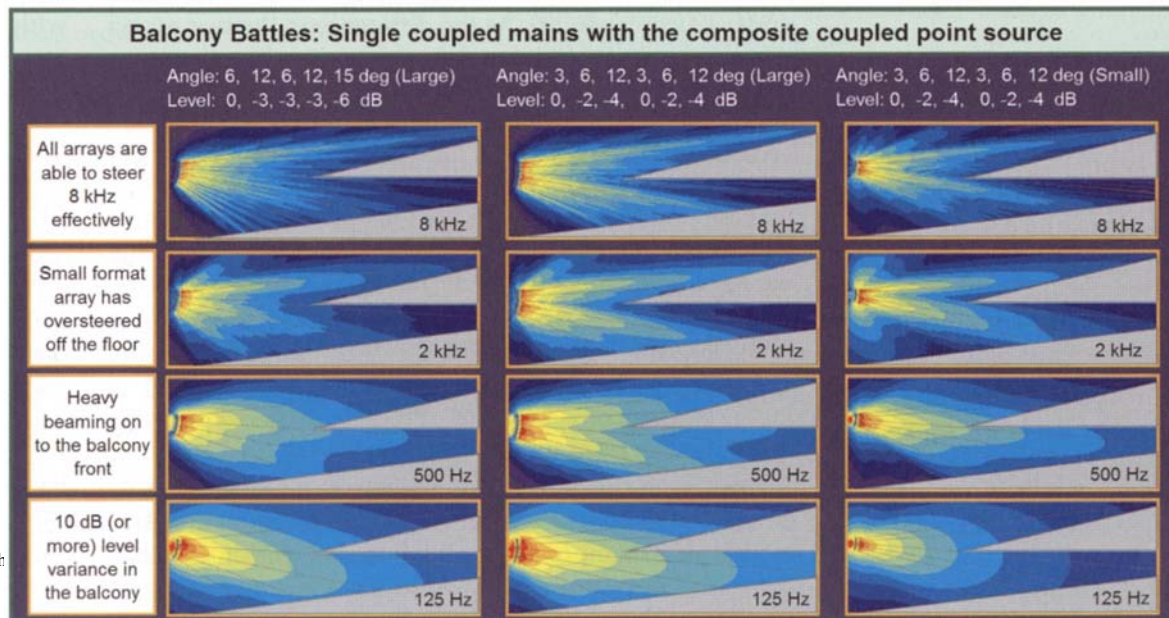 Balcony Battles: Single coupled mains with the composite coupled point source
Angle: 6, 12, 6, 12, 15 deg (Large)
Level: 0, -3, -3, -3, -6 dB
Angle: 3, 6, 12, 3, 6, 12 deg (Large)
Level: 0, -2, -4, 0, -2, -4 dB
Angle: 3, 6, 12, 3, 6, 12 deg (Small)
Level: 0, -2, -4, 0, -2, -4 dB
All arrays are
able to steer
8 kHz
effectively
8 kHz
8 kHz
8 kHz
Small format
array has
oversteered
off the floor
2 kHz
2 kHz
2 kHz
Heavy
beaming on
to the balcony
front
500 Hz
500 Hz
500 Hz
10 dB (or
more) level
variance in
the balcony
125 Hz
125 Hz
125 Hz